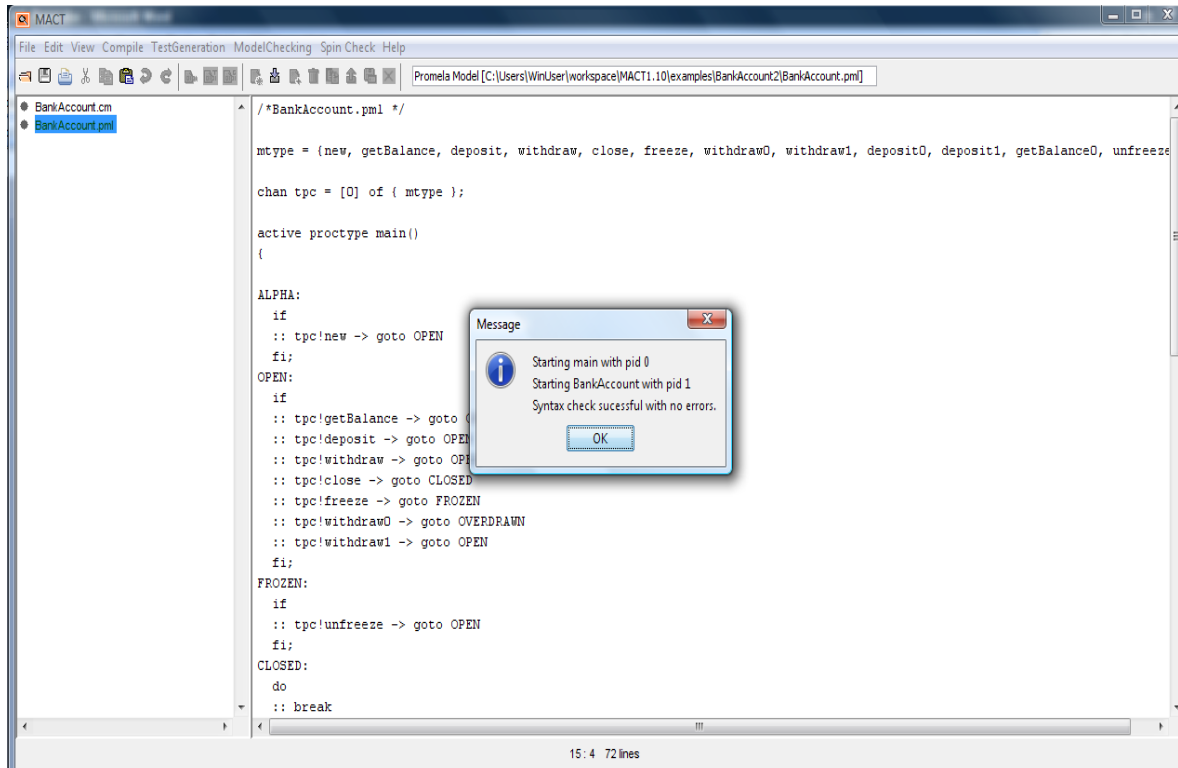 MACT
File Edit View Compile TestGeneration ModelChecking Spin Check Help
Promela Model [C:\Users\WinUser\workspace\MACT1.10\examples\BankAccount2\BankAccount.pml]
BankAccount.cm
BankAccount.pml
/*BankAccount.pml */
mtype = {new, getBalance, deposit, withdraw, close, freeze, withdraw0, withdraw1, deposit0, deposit1, getBalance0, unfreeze
chan tpc = [0] of { mtype };
active proctype main()
{
ALPHA:
if
:: tpc!new -> goto OPEN
fi;
OPEN:
if
:: tpc!getBalance -> goto
:: tpc!deposit -> goto OPEN
:: tpc!withdraw -> goto OPE
:: tpc!close -> goto CLOSED
:: tpc!freeze -> goto FROZEN
:: tpc!withdraw0 -> goto OVERDRAWN
:: tpc!withdraw1 -> goto OPEN
fi;
FROZEN:
if
:: tpc!unfreeze -> goto OPEN
fi;
CLOSED:
do
:: break
Message
Starting main with pid 0
Starting BankAccount with pid 1
Syntax check sucessful with no errors.
OK
15 : 4 72 lines